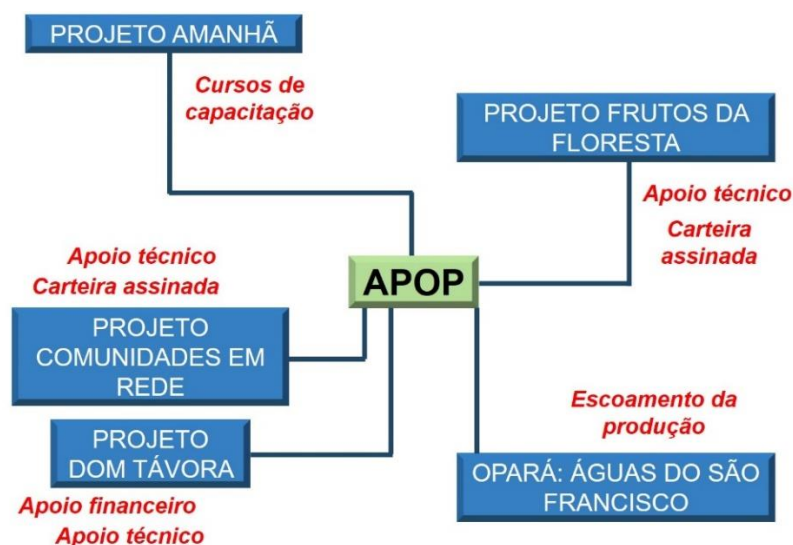 PROJETO AMANHÃ
Cursos de
capacitação
PROJETO FRUTOS DA
FLORESTA
Apoio técnico
Carteira
assinada
APOP
Apoio técnico
Carteira assinada
PROJETO
COMUNIDADES EM
REDE
PROJETO
DOM TÁVORA
Apoio financeiro
Apoio técnico
Escoamento da
produção
OPARÁ: ÁGUAS DO SÃO
FRANCISCO